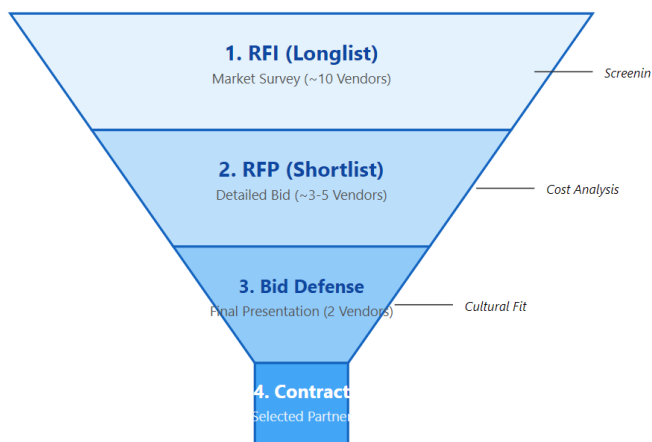 1. RFI (Longlist)
Market Survey (~10 Vendors)
Screenin
2. RFP (Shortlist)
Detailed Bid (~3-5 Vendors)
Cost Analysis
3. Bid Defense
Final Presentation (2 Vendors)
Cultural Fit
4. Contract
Selected Partner